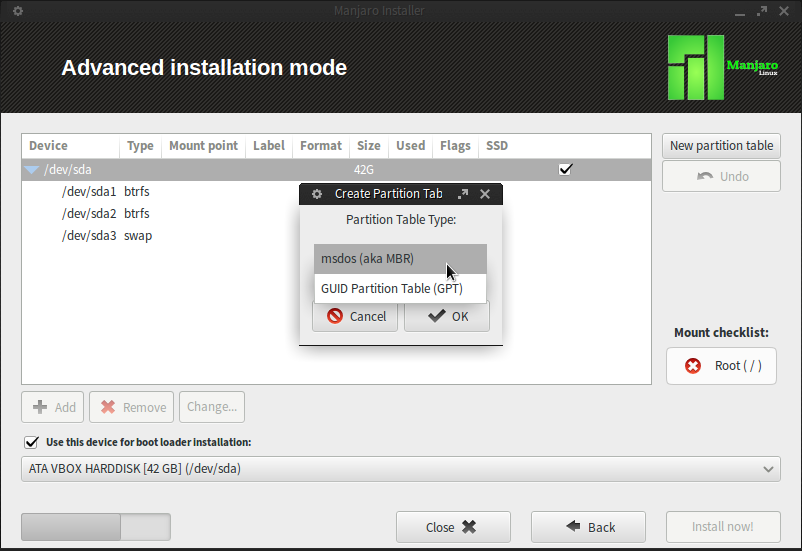 Manjaro Installer
Advanced installation mode
Manjaro
Linux
Device Type Mount point Label Format Size Used Flags SSD
New partition table
/dev/sda 42G
Undo
/dev/sda1 btrfs
/dev/sda2 btrfs
/dev/sda3 swap
Create Partition Tab
Partition Table Type:
msdos (aka MBR)
GUID Partition Table (GPT)
Cancel OK
Mount checklist:
Root ( / )
Add Remove Change...
Use this device for boot loader installation:
ATA VBOX HARDDISK [42 GB] (/dev/sda)
Close Back Install now!